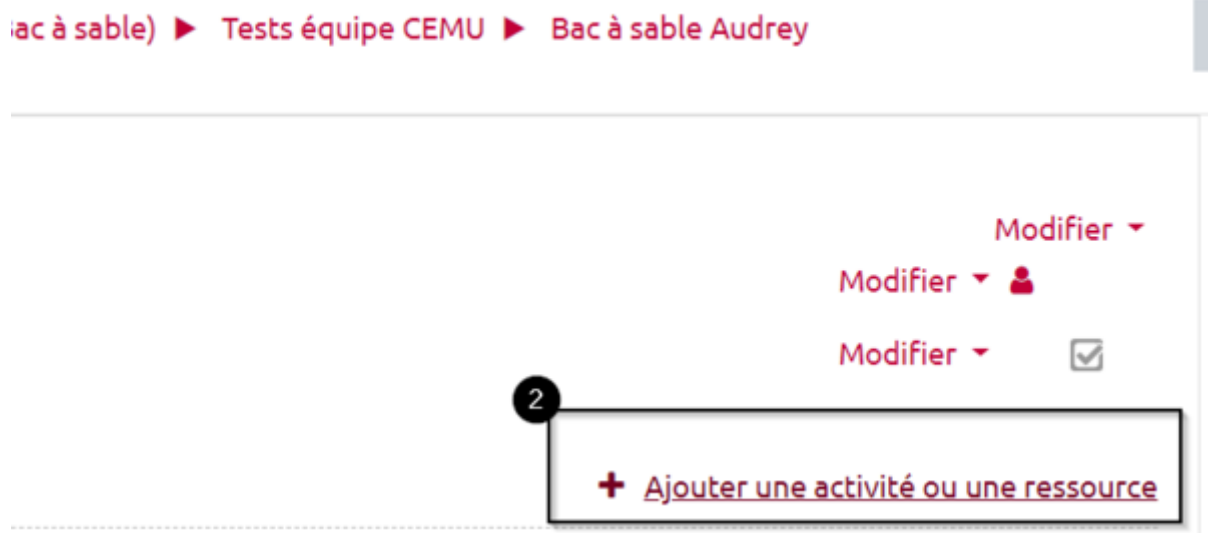 ac à sable) ► Tests équipe CEMU ► Bac à sable Audrey
Modifier
Modifier
Modifier
2
+ Ajouter une activité ou une ressource